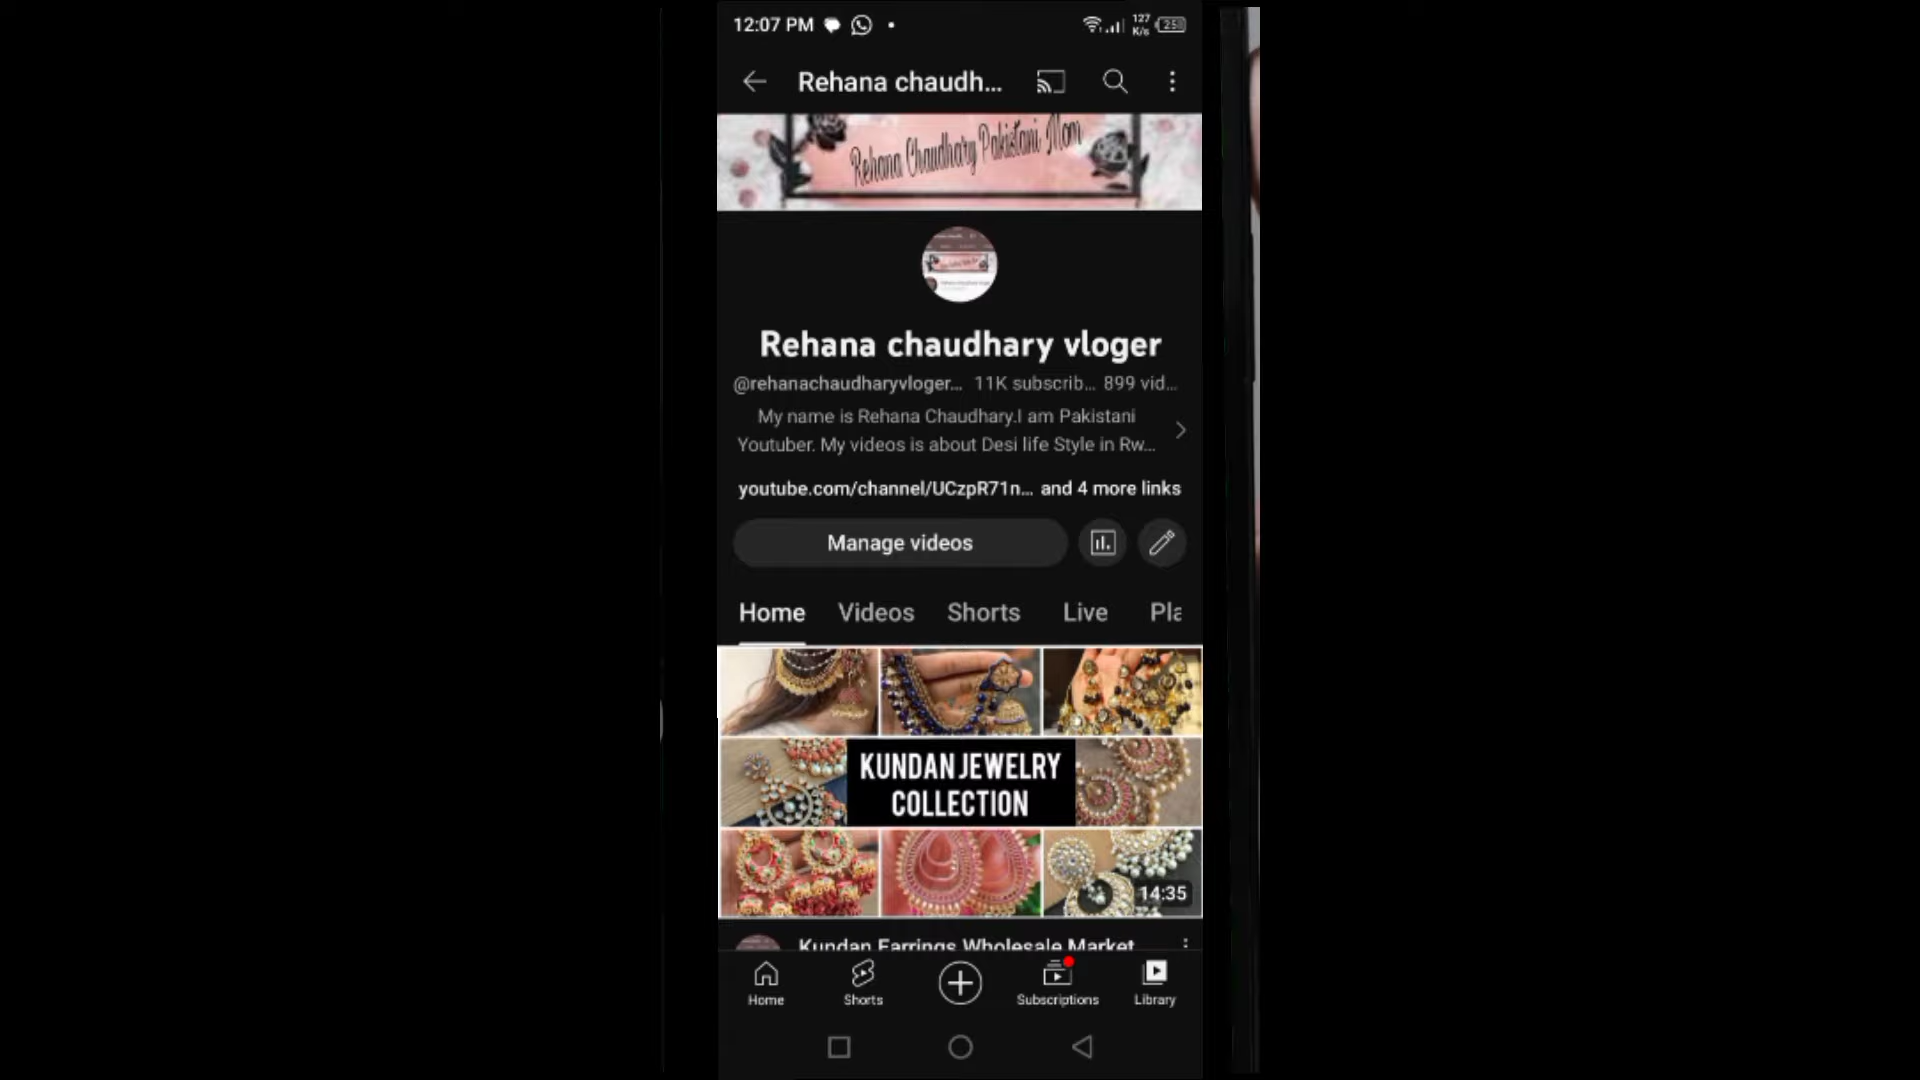 12:07 PM
127
K/s
25
Rehana chaudh...
Rehana Chaudhary Pakistani Mom
Rehana chaudhary vloger
@rehanachaudharyvloger... 11K subscrib... 899 vid...
My name is Rehana Chaudhary.I am Pakistani
Youtuber. My videos is about Desi life Style in Rw...
youtube.com/channel/UCzpR71n... and 4 more links
Manage videos
Home Videos Shorts Live Pla
KUNDAN JEWELRY
COLLECTION
14:35
Kundan Earrings Wholesale Market
Home Shorts Subscriptions Library